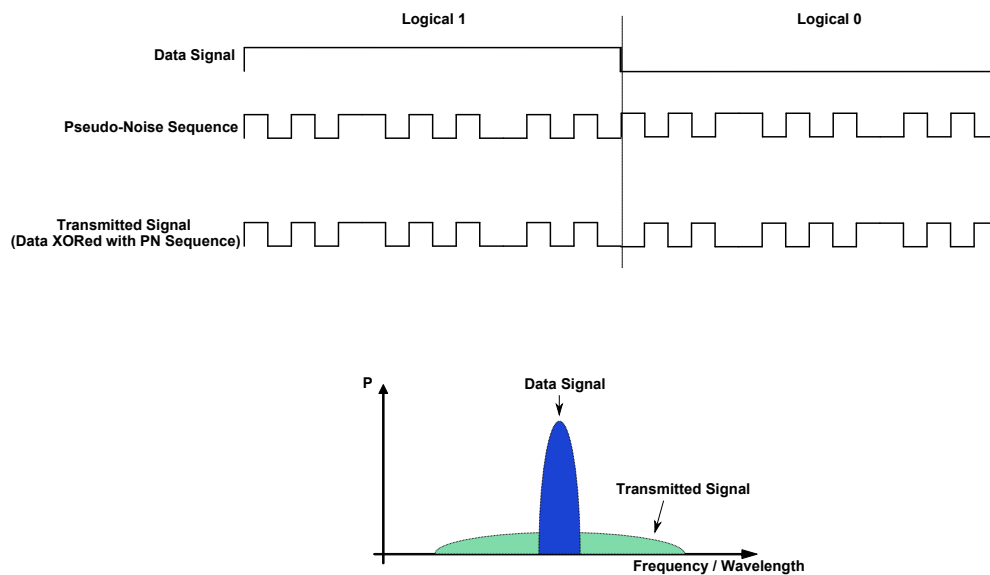 Logical 1
Logical 0
Data Signal
Pseudo-Noise Sequence
Transmitted Signal
(Data XORed with PN Sequence)
P
Data Signal
Transmitted Signal
Frequency / Wavelength